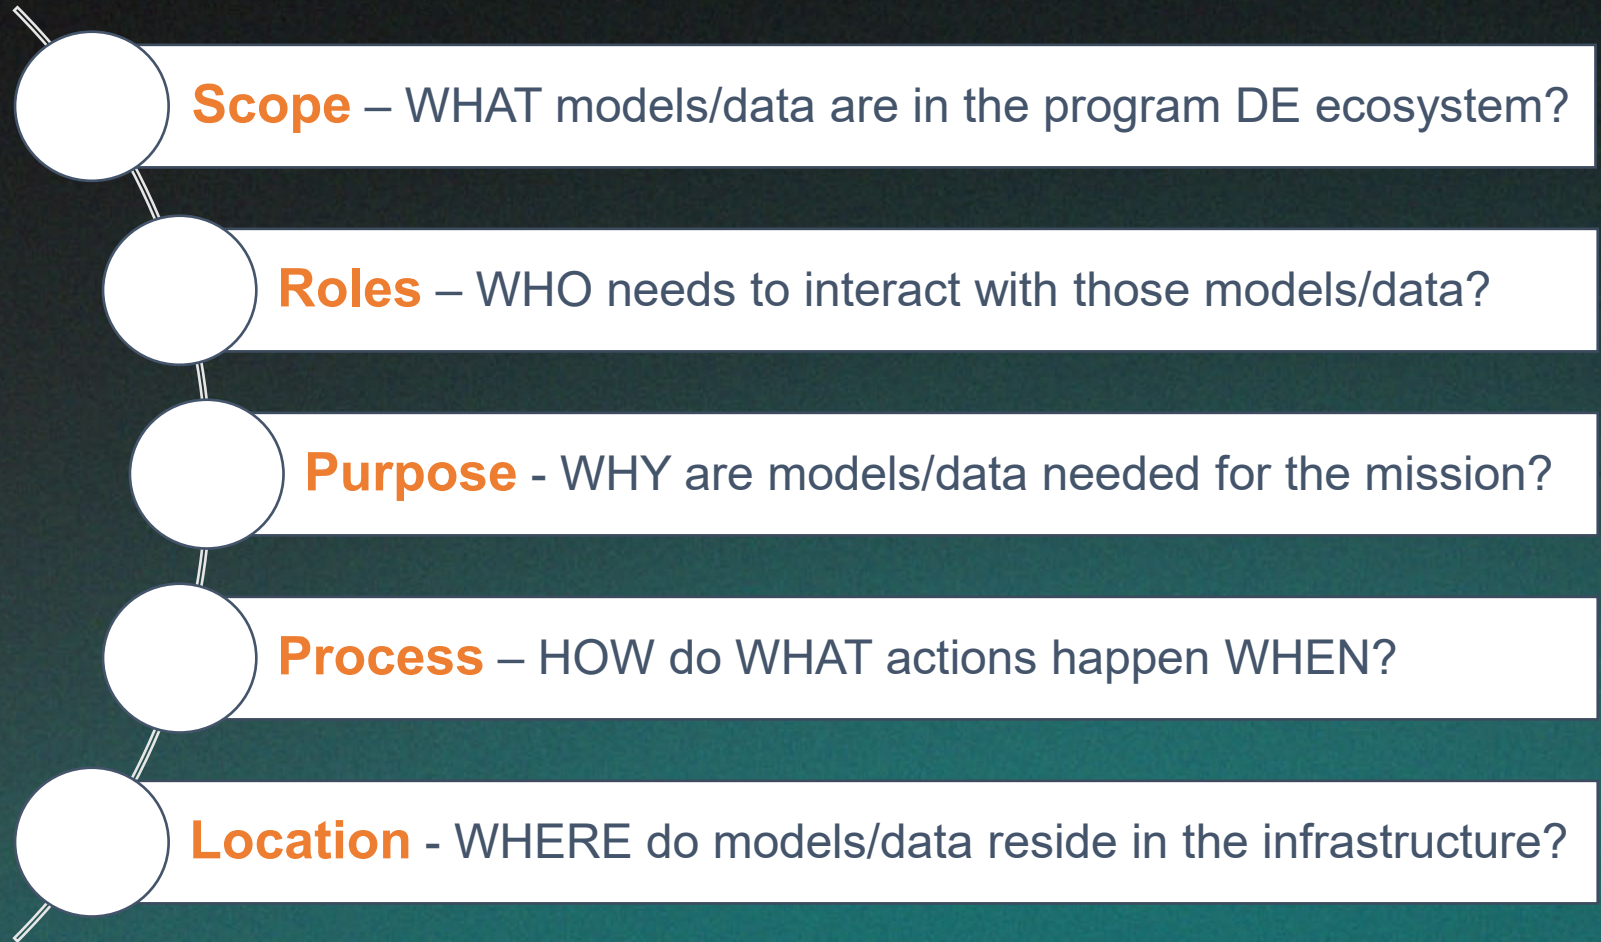 Scope – WHAT models/data are in the program DE ecosystem?
Roles – WHO needs to interact with those models/data?
Purpose - WHY are models/data needed for the mission?
Process – HOW do WHAT actions happen WHEN?
Location - WHERE do models/data reside in the infrastructure?